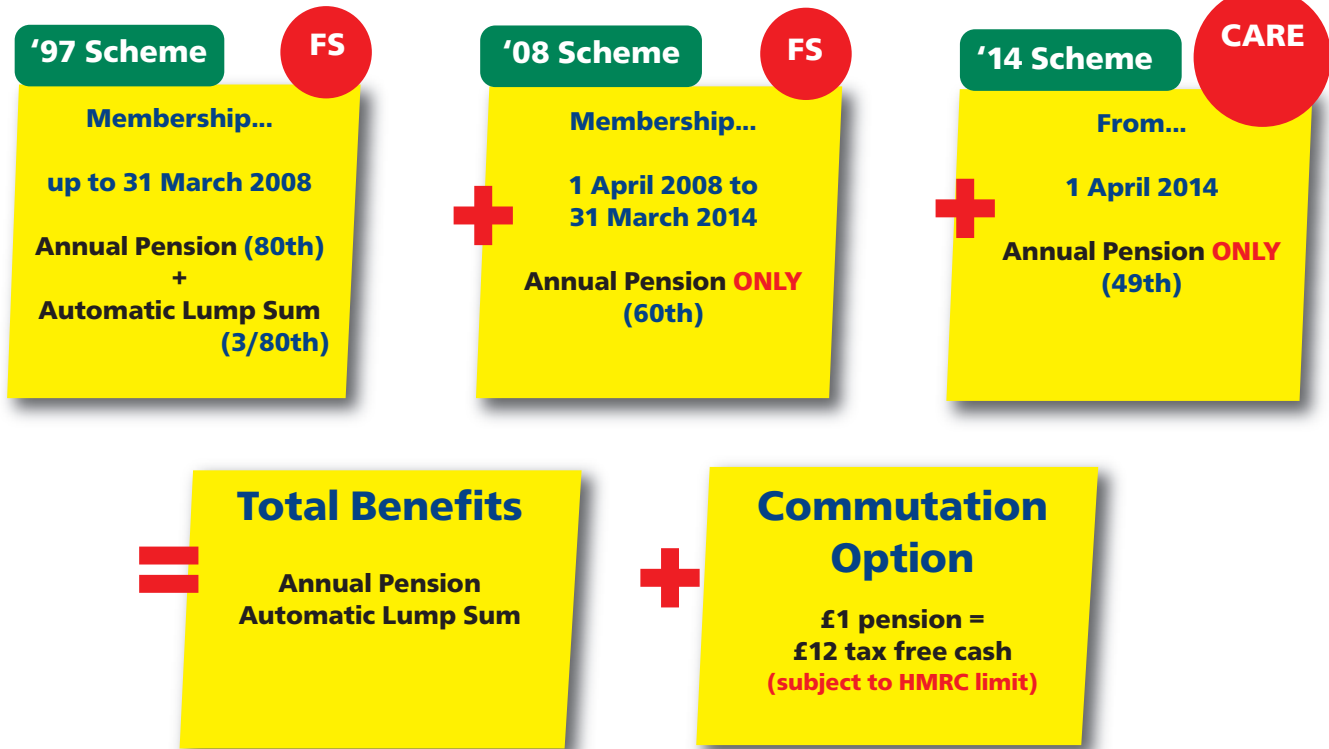 ‘97 Scheme
FS
Membership...
up to 31 March 2008
Annual Pension (80th)
+
Automatic Lump Sum
(3/80th)
+
‘08 Scheme
FS
Membership...
1 April 2008 to
31 March 2014
Annual Pension ONLY
(60th)
+
‘14 Scheme
CARE
From...
1 April 2014
Annual Pension ONLY
(49th)
=
Total Benefits
Annual Pension
Automatic Lump Sum
+
Commutation
Option
£1 pension =
£12 tax free cash
(subject to HMRC limit)